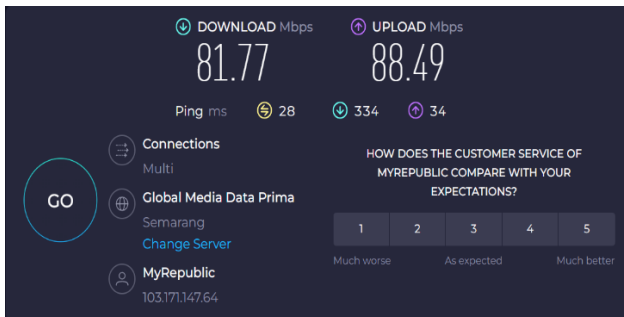 DOWNLOAD Mbps
UPLOAD Mbps
81.77
88.49
Ping ms 28 334 34
Connections
Multi
Global Media Data Prima
Semarang
Change Server
MyRepublic
103.171.147.64
GO
HOW DOES THE CUSTOMER SERVICE OF
MYREPUBLIC COMPARE WITH YOUR
EXPECTATIONS?
1 2 3 4 5
Much worse As expected Much better